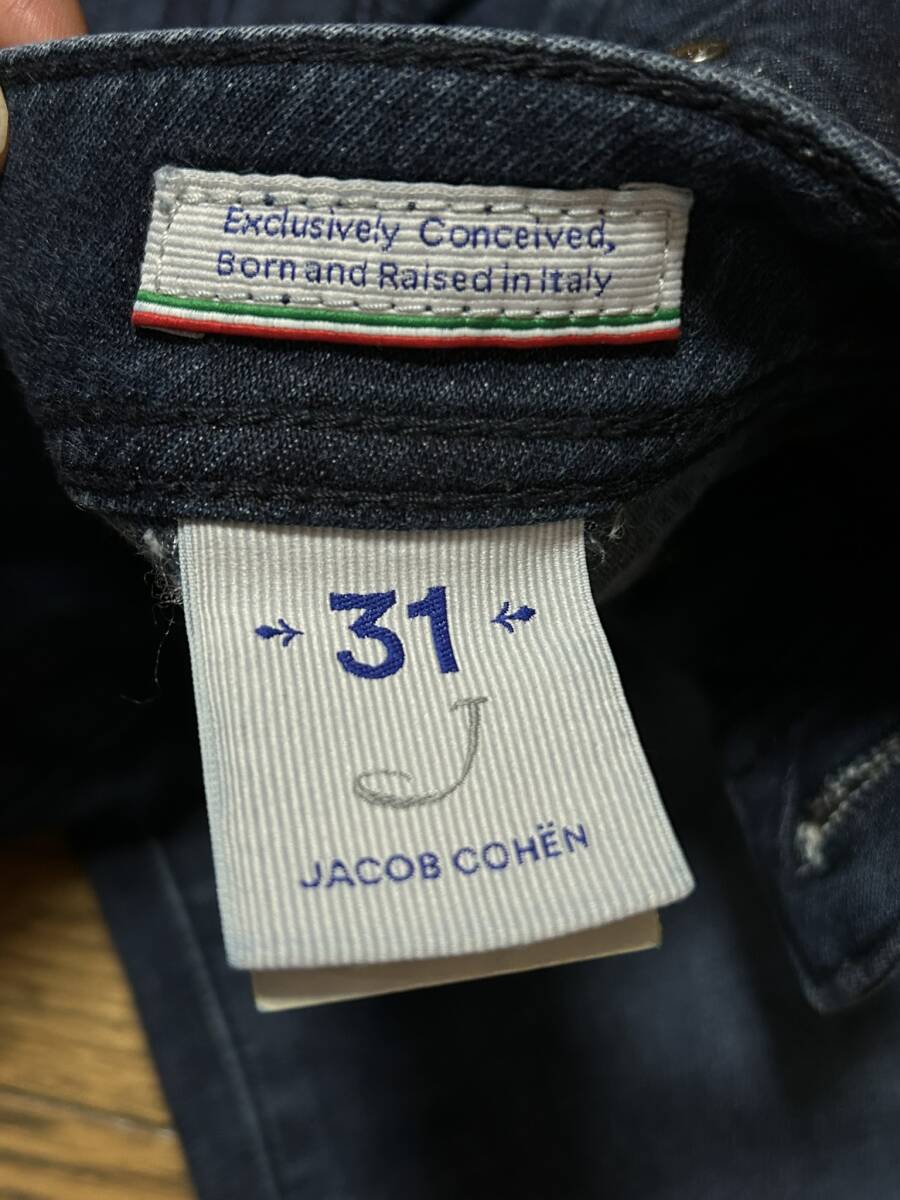 Exclusively Conceived,
Born and Raised in Italy
31
J
JACOB COHËN